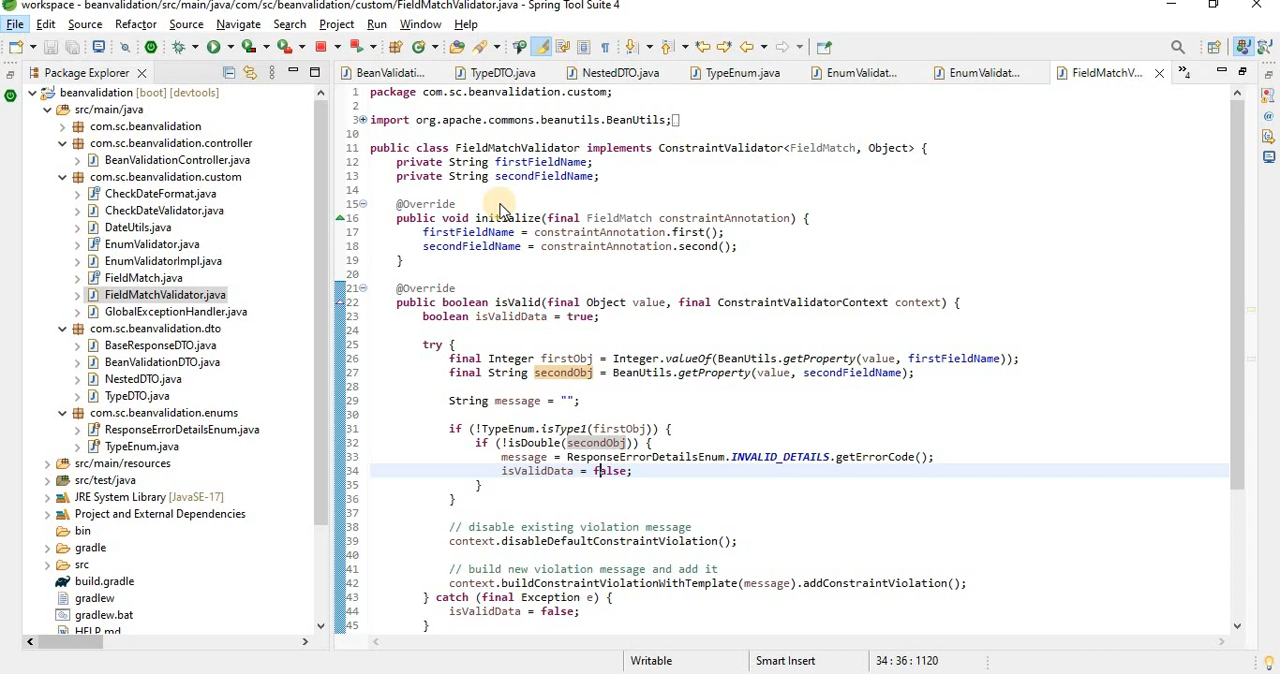 workspace - beanvalidation/src/main/java/com/sc/beanvalidation/custom/FieldMatchValidator.java - Spring Tool Suite 4
File Edit Source Refactor Source Navigate Search Project Run Window Help
Package Explorer
BeanValidati... TypeDTO.java NestedDTO.java TypeEnum.java EnumValidat... EnumValidat... FieldMatchV... 4
beanvalidation [boot] [devtools]
src/main/java
com.sc.beanvalidation
com.sc.beanvalidation.controller
BeanValidationController.java
com.sc.beanvalidation.custom
CheckDateFormat.java
CheckDateValidator.java
DateUtils.java
EnumValidator.java
EnumValidatorImpl.java
FieldMatch.java
FieldMatchValidator.java
GlobalExceptionHandler.java
com.sc.beanvalidation.dto
BaseResponseDTO.java
BeanValidationDTO.java
NestedDTO.java
TypeDTO.java
com.sc.beanvalidation.enums
ResponseErrorDetailsEnum.java
TypeEnum.java
src/main/resources
src/test/java
JRE System Library [JavaSE-17]
Project and External Dependencies
bin
gradle
src
build.gradle
gradlew
gradlew.bat
HELP.md
1 package com.sc.beanvalidation.custom;
2
3 import org.apache.commons.beanutils.BeanUtils;
10
11 public class FieldMatchValidator implements ConstraintValidator<FieldMatch, Object> {
12 private String firstFieldName;
13 private String secondFieldName;
14
15 @Override
16 public void initialize(final FieldMatch constraintAnnotation) {
17 firstFieldName = constraintAnnotation.first();
18 secondFieldName = constraintAnnotation.second();
19 }
20
21 @Override
22 public boolean isValid(final Object value, final ConstraintValidatorContext context) {
23 boolean isValidData = true;
24
25 try {
26 final Integer firstObj = Integer.valueOf(BeanUtils.getProperty(value, firstFieldName));
27 final String secondObj = BeanUtils.getProperty(value, secondFieldName);
28
29 String message = "";
30
31 if (!TypeEnum.isType1(firstObj)) {
32 if (!isDouble(secondObj)) {
33 message = ResponseErrorDetailsEnum.INVALID_DETAILS.getErrorCode();
34 isValidData = false;
35 }
36 }
37
38 // disable existing violation message
39 context.disableDefaultConstraintViolation();
40
41 // build new violation message and add it
42 context.buildConstraintViolationWithTemplate(message).addConstraintViolation();
43 } catch (final Exception e) {
44 isValidData = false;
45 }
Writable Smart Insert 34 : 36 : 1120